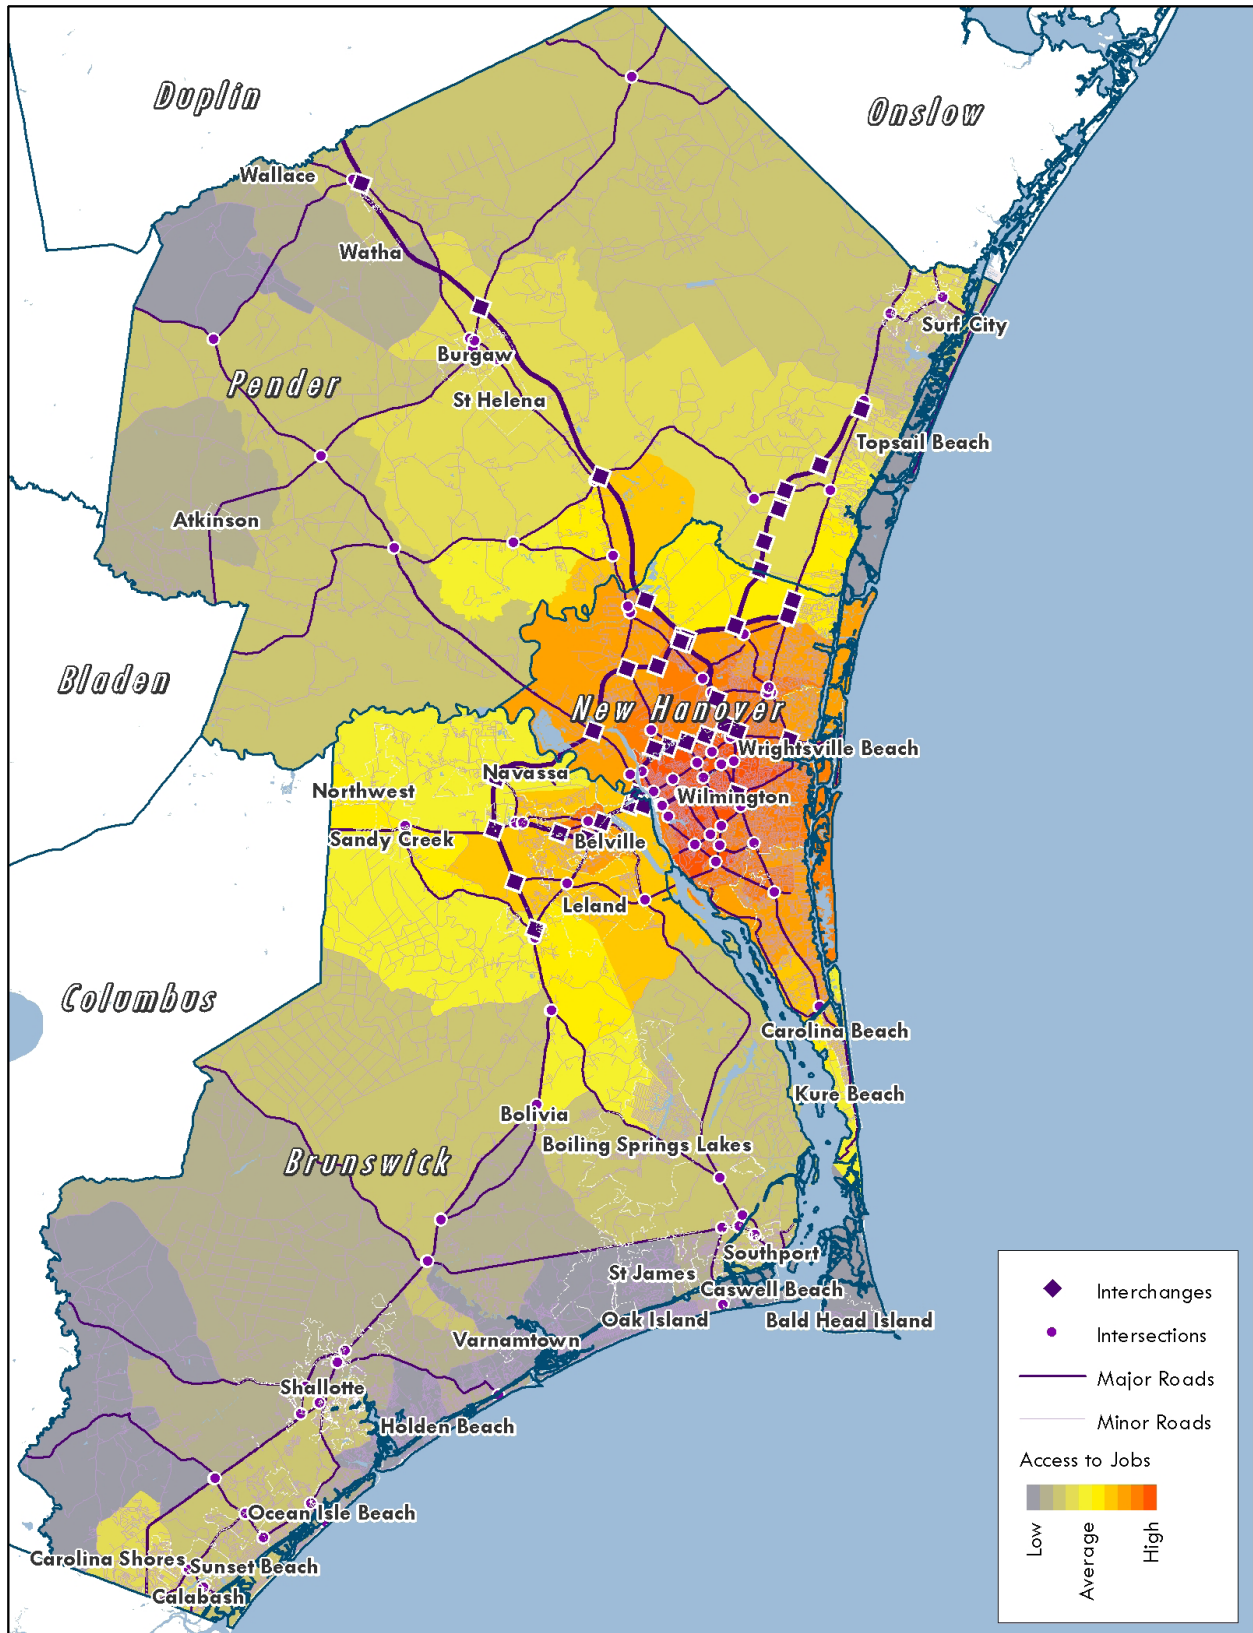 Duplin
Onslow
Wallace
Watha
Surf City
Burgaw
Pender
St Helena
Topsail Beach
Atkinson
Bladen
New Hanover
Wrightsville Beach
Navassa
Northwest
Wilmington
Sandy Creek
Belville
Leland
Columbus
Carolina Beach
Kure Beach
Bolivia
Boiling Springs Lakes
Brunswick
Southport
St James
Caswell Beach
Oak Island
Bald Head Island
Varnamtown
Shallotte
Holden Beach
Ocean Isle Beach
Carolina Shores
Sunset Beach
Calabash
Interchanges
Intersections
Major Roads
Minor Roads
Access to Jobs
Low
Average
High